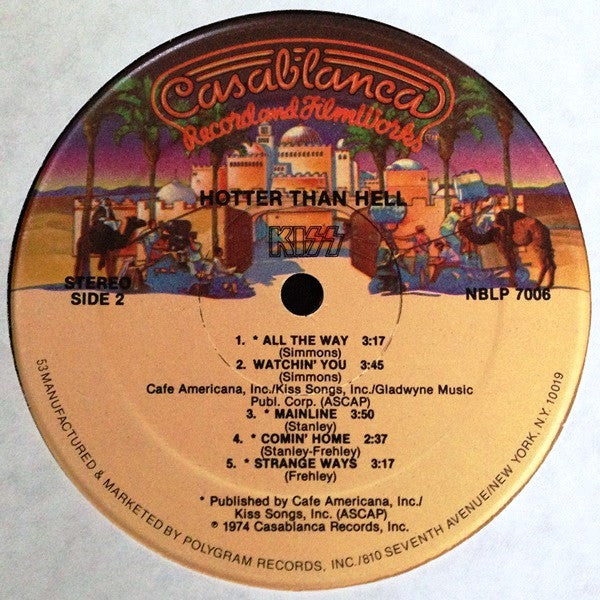 Casablanca
Record and FilmWorks
HOTTER THAN HELL
KISS
STEREO
SIDE 2
NBLP 7006
1. * ALL THE WAY 3:17
(Simmons)
2. WATCHIN' YOU 3:45
(Simmons)
Cafe Americana, Inc./Kiss Songs, Inc./Gladwyne Music
Publ. Corp. (ASCAP)
3. * MAINLINE 3:50
(Stanley)
4. * COMIN' HOME 2:37
(Stanley-Frehley)
5. * STRANGE WAYS 3:17
(Frehley)
* Published by Cafe Americana, Inc./
Kiss Songs, Inc. (ASCAP)
℗ 1974 Casablanca Records, Inc.
53 MANUFACTURED & MARKETED BY POLYGRAM RECORDS, INC./810 SEVENTH AVENUE/NEW YORK, N.Y. 10019